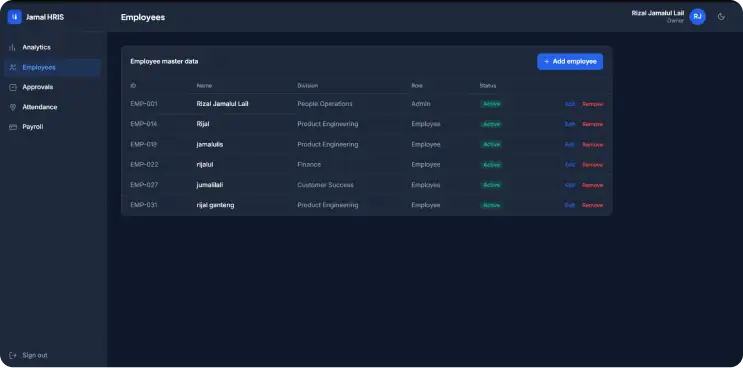 Jamal HRIS
Employees
Rizal Jamalul Lail
Owner
RJ
Analytics
Employees
Approvals
Attendance
Payroll
Sign out
Employee master data
+ Add employee
ID Name Division Role Status
EMP-001 Rizal Jamalul Lail People Operations Admin Active Edit Remove
EMP-014 Rijal Product Engineering Employee Active Edit Remove
EMP-019 jamalulis Product Engineering Employee Active Edit Remove
EMP-022 rijalul Finance Employee Active Edit Remove
EMP-027 jumalilail Customer Success Employee Active Edit Remove
EMP-031 rijal ganteng Product Engineering Employee Active Edit Remove